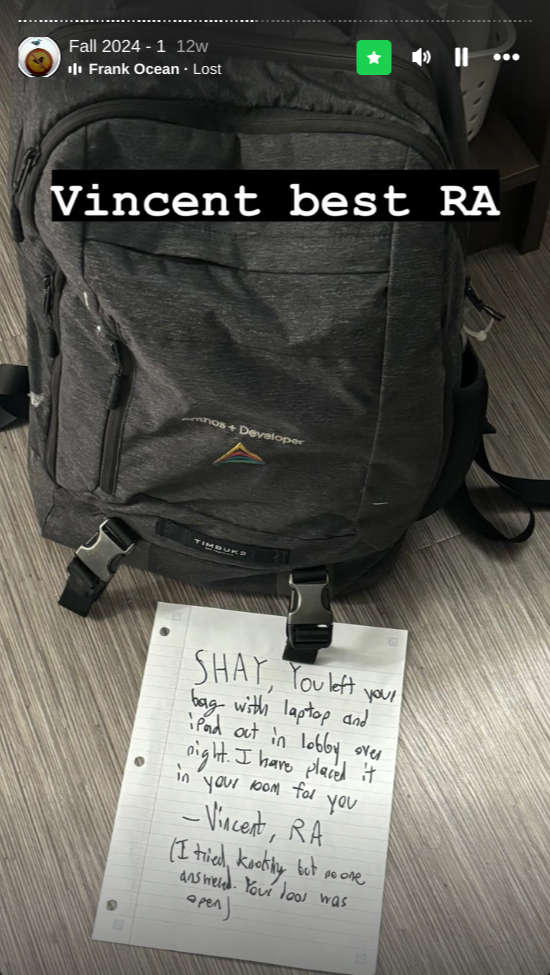 Fall 2024 - 1 12w
Frank Ocean · Lost
Vincent best RA
+ Developer
TIMBUK2
SHAY, You left your
bag with laptop and
iPad out in lobby over
night. I have placed it
in your room for you
– Vincent, RA
(I tried knocking but no one
answered. Your door was
open)